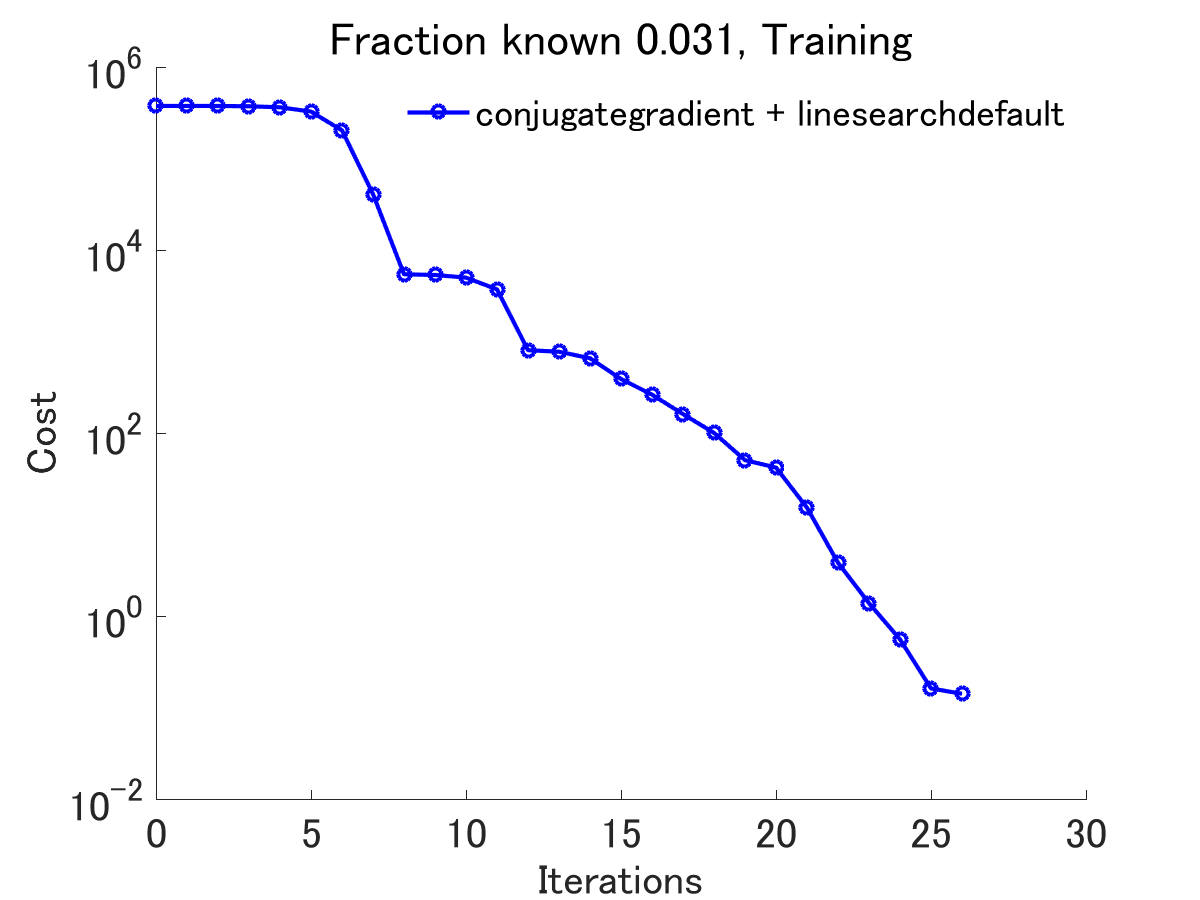 Fraction known 0.031, Training
conjugategradient + linesearchdefault
10^6
10^4
10^2
10^0
10^−2
Cost
0 5 10 15 20 25 30
Iterations